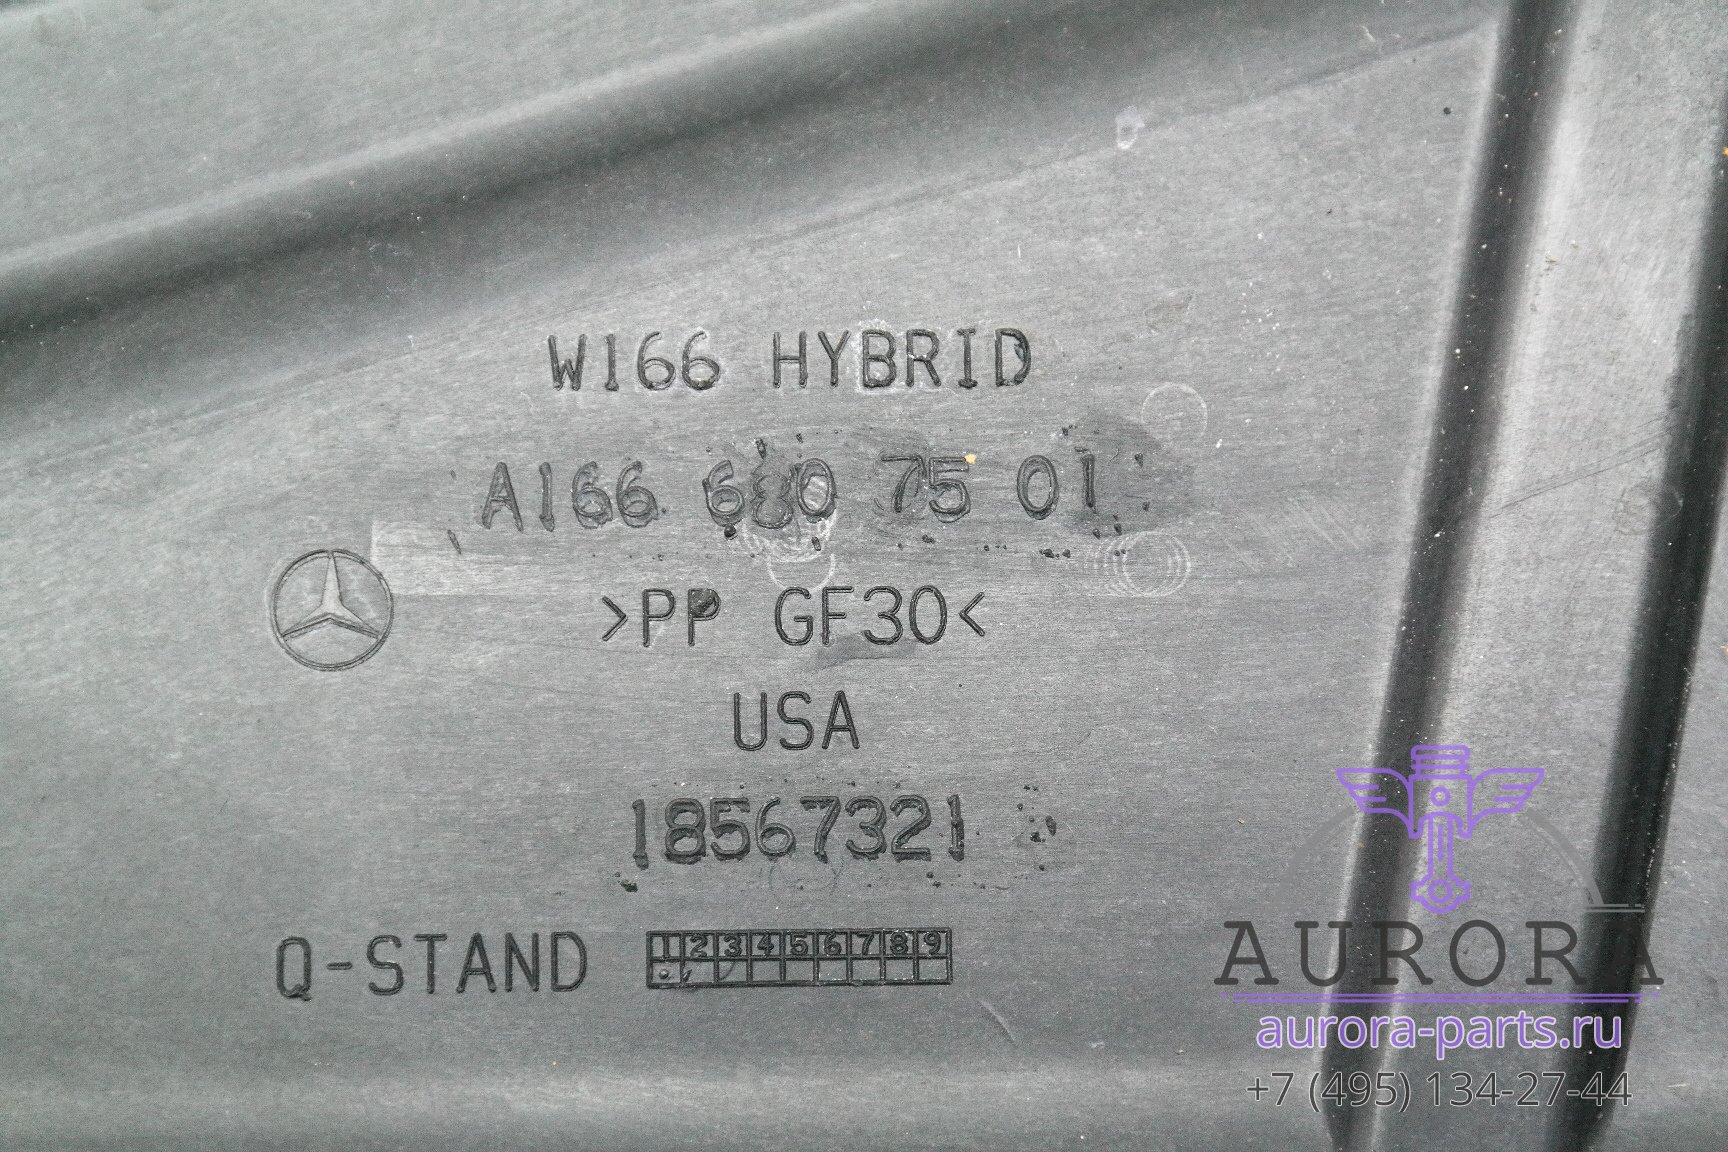 W166 HYBRID
A166 680 75 01
>PP GF30<
USA
18567321
Q-STAND 1 2 3 4 5 6 7 8 9
AURORA
aurora-parts.ru
+7 (495) 134-27-44